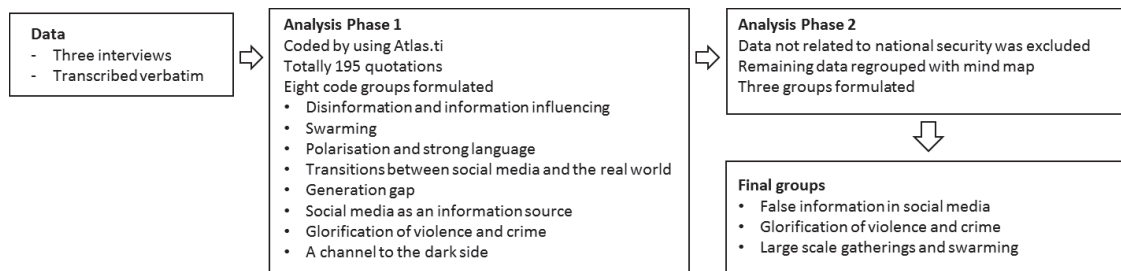 Data
- Three interviews
- Transcribed verbatim
Analysis Phase 1
Coded by using Atlas.ti
Totally 195 quotations
Eight code groups formulated
• Disinformation and information influencing
• Swarming
• Polarisation and strong language
• Transitions between social media and the real world
• Generation gap
• Social media as an information source
• Glorification of violence and crime
• A channel to the dark side
Analysis Phase 2
Data not related to national security was excluded
Remaining data regrouped with mind map
Three groups formulated
Final groups
• False information in social media
• Glorification of violence and crime
• Large scale gatherings and swarming